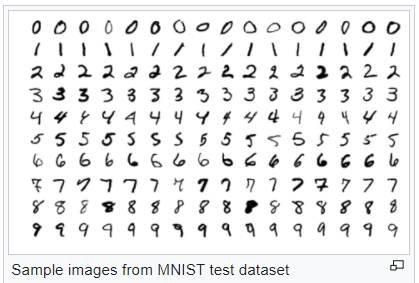 0 0 0 0 0 0 0 0 0 0 0 0 0 0 0 0
1 1 1 1 1 1 1 1 1 1 1 1 1 1 1 1
2 2 2 2 2 2 2 2 2 2 2 2 2 2 2 2
3 3 3 3 3 3 3 3 3 3 3 3 3 3 3 3
4 4 4 4 4 4 4 4 4 4 4 4 4 4 4 4
5 5 5 5 5 5 5 5 5 5 5 5 5 5 5 5
6 6 6 6 6 6 6 6 6 6 6 6 6 6 6 6
7 7 7 7 7 7 7 7 7 7 7 7 7 7 7 7
8 8 8 8 8 8 8 8 8 8 8 8 8 8 8 8
9 9 9 9 9 9 9 9 9 9 9 9 9 9 9 9
Sample images from MNIST test dataset